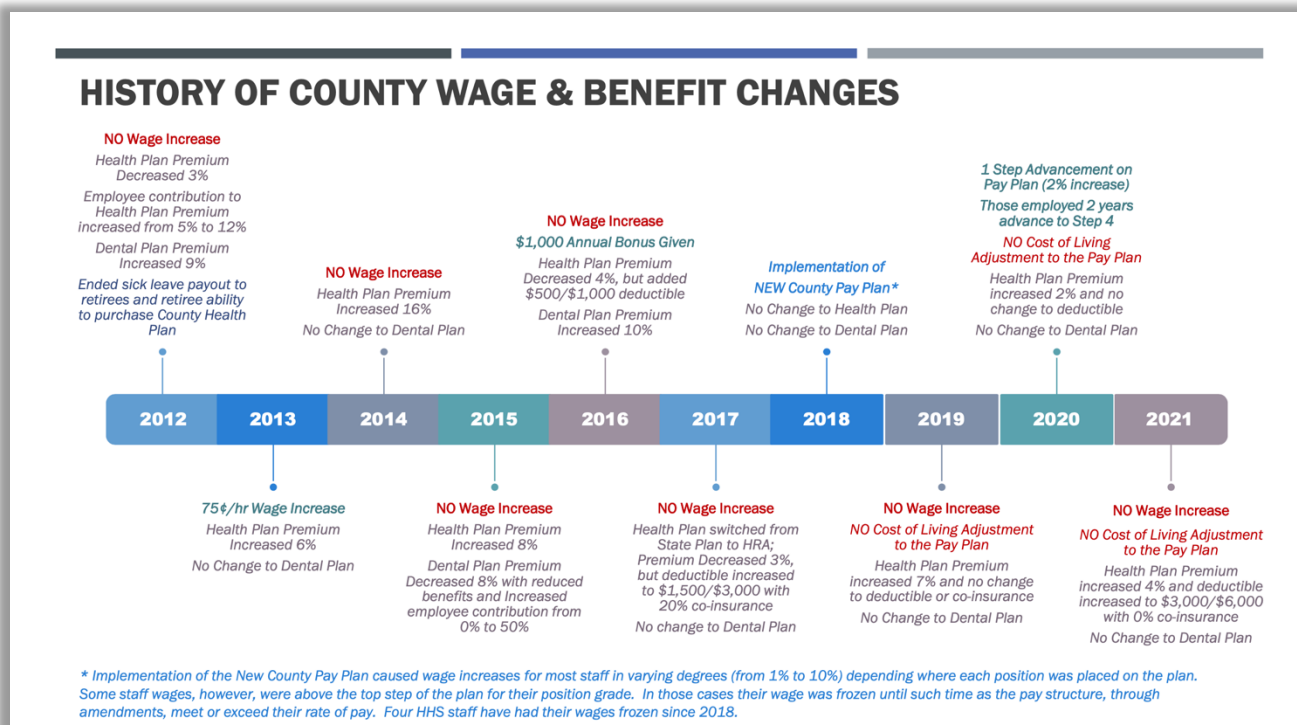 HISTORY OF COUNTY WAGE & BENEFIT CHANGES
NO Wage Increase
Health Plan Premium
Decreased 3%
Employee contribution to
Health Plan Premium
increased from 5% to 12%
Dental Plan Premium
Increased 9%
Ended sick leave payout to
retirees and retiree ability
to purchase County Health
Plan
NO Wage Increase
Health Plan Premium
Increased 16%
No Change to Dental Plan
NO Wage Increase
$1,000 Annual Bonus Given
Health Plan Premium
Decreased 4%, but added
$500/$1,000 deductible
Dental Plan Premium
Increased 10%
Implementation of
NEW County Pay Plan*
No Change to Health Plan
No Change to Dental Plan
1 Step Advancement on
Pay Plan (2% increase)
Those employed 2 years
advance to Step 4
NO Cost of Living
Adjustment to the Pay Plan
Health Plan Premium
increased 2% and no
change to deductible
No Change to Dental Plan
2012 2013 2014 2015 2016 2017 2018 2019 2020 2021
75¢/hr Wage Increase
Health Plan Premium
Increased 6%
No Change to Dental Plan
NO Wage Increase
Health Plan Premium
Increased 8%
Dental Plan Premium
Decreased 8% with reduced
benefits and Increased
employee contribution from
0% to 50%
NO Wage Increase
Health Plan switched from
State Plan to HRA;
Premium Decreased 3%,
but deductible increased
to $1,500/$3,000 with
20% co-insurance
No change to Dental Plan
NO Wage Increase
NO Cost of Living Adjustment
to the Pay Plan
Health Plan Premium
increased 7% and no change
to deductible or co-insurance
No Change to Dental Plan
NO Wage Increase
NO Cost of Living Adjustment
to the Pay Plan
Health Plan Premium
increased 4% and deductible
increased to $3,000/$6,000
with 0% co-insurance
No Change to Dental Plan
* Implementation of the New County Pay Plan caused wage increases for most staff in varying degrees (from 1% to 10%) depending where each position was placed on the plan.
Some staff wages, however, were above the top step of the plan for their position grade. In those cases their wage was frozen until such time as the pay structure, through
amendments, meet or exceed their rate of pay. Four HHS staff have had their wages frozen since 2018.